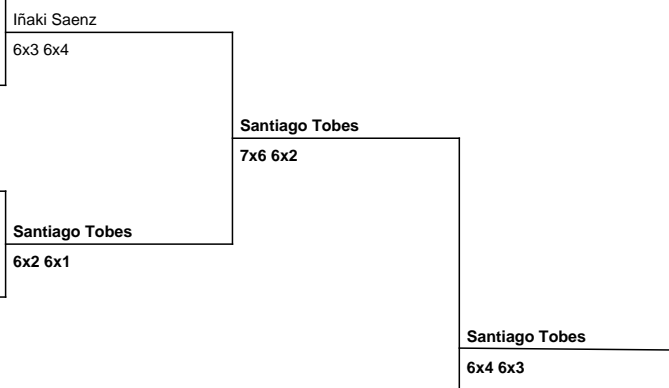 Iñaki Saenz
6x3 6x4
Santiago Tobes
7x6 6x2
Santiago Tobes
6x2 6x1
Santiago Tobes
6x4 6x3